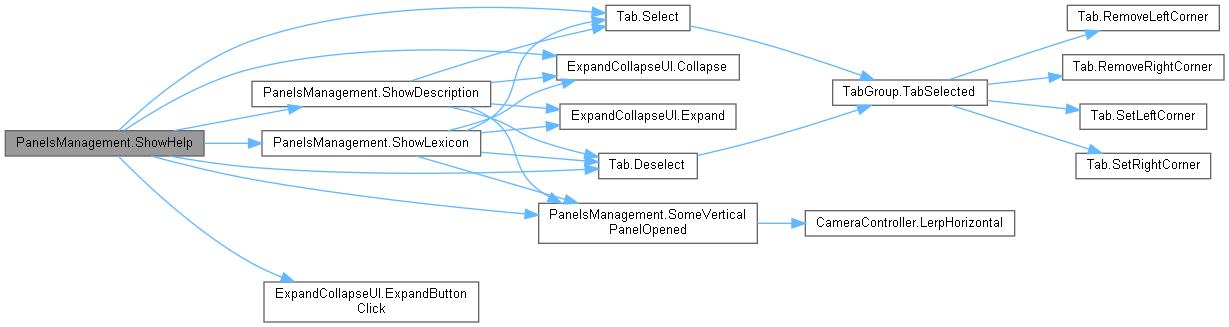 PanelsManagement.ShowHelp
Tab.Select
ExpandCollapseUI.Collapse
PanelsManagement.ShowDescription
ExpandCollapseUI.Expand
PanelsManagement.ShowLexicon
Tab.Deselect
PanelsManagement.SomeVertical
PanelOpened
ExpandCollapseUI.ExpandButton
Click
TabGroup.TabSelected
CameraController.LerpHorizontal
Tab.RemoveLeftCorner
Tab.RemoveRightCorner
Tab.SetLeftCorner
Tab.SetRightCorner